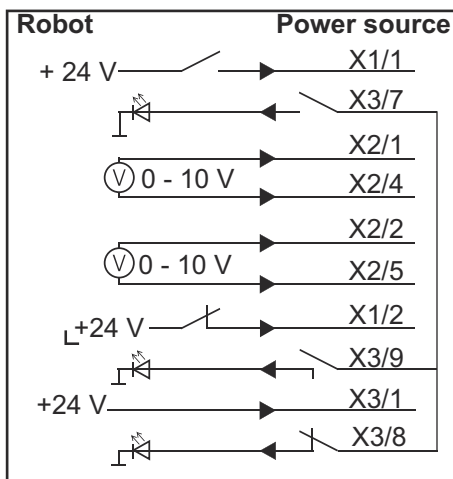 Robot Power source
+ 24 V X1/1
X3/7
X2/1
V 0 - 10 V
X2/4
X2/2
V 0 - 10 V
X2/5
+24 V X1/2
X3/9
+24 V X3/1
X3/8